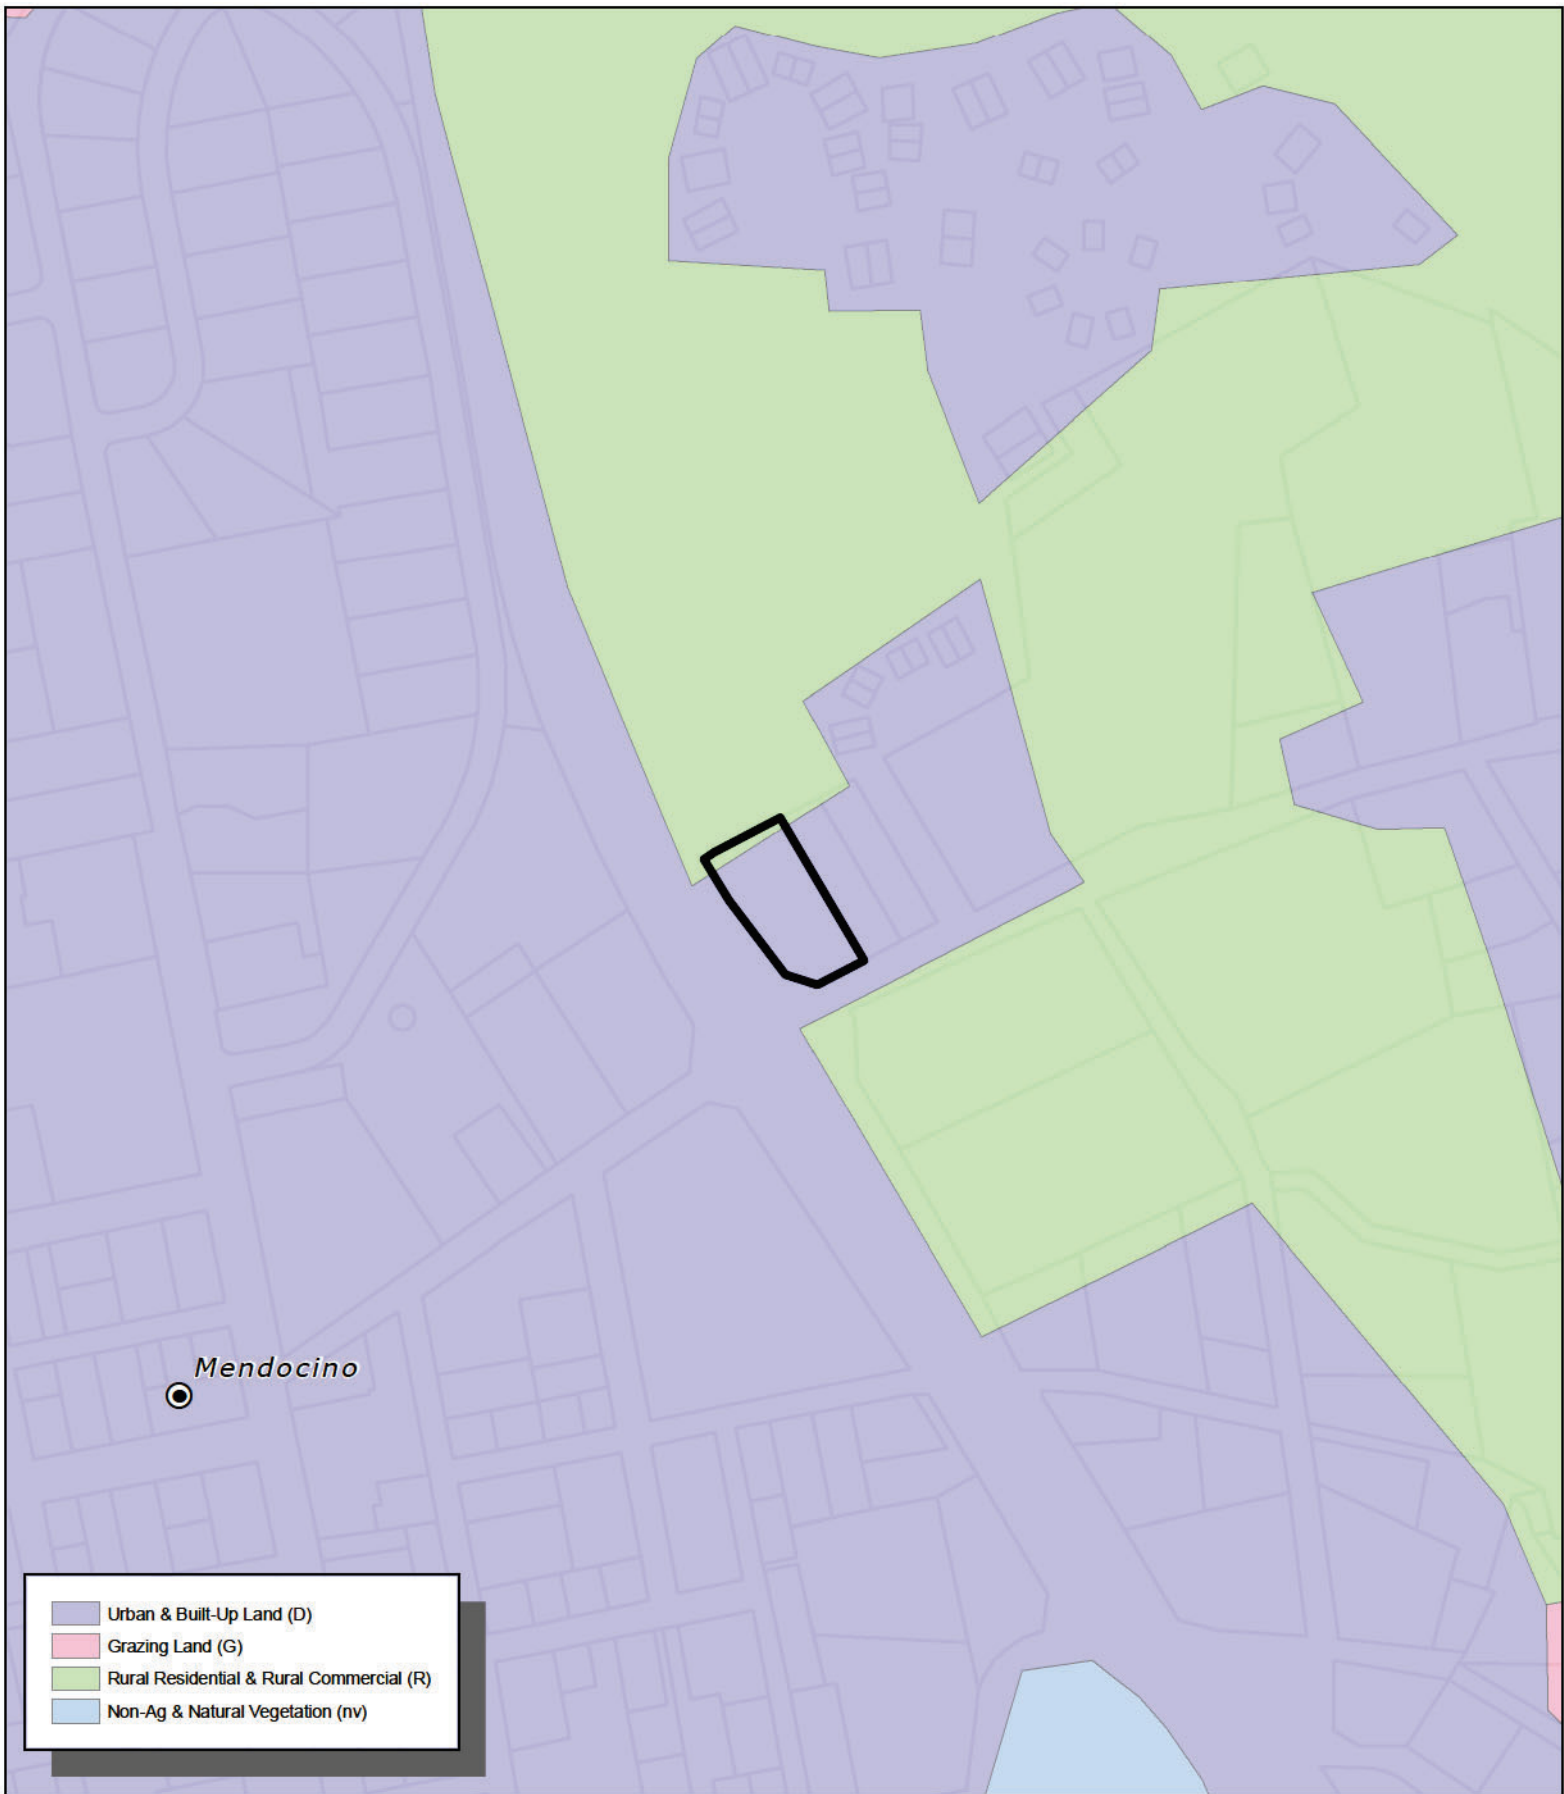 Mendocino
Urban & Built-Up Land (D)
Grazing Land (G)
Rural Residential & Rural Commercial (R)
Non-Ag & Natural Vegetation (nv)